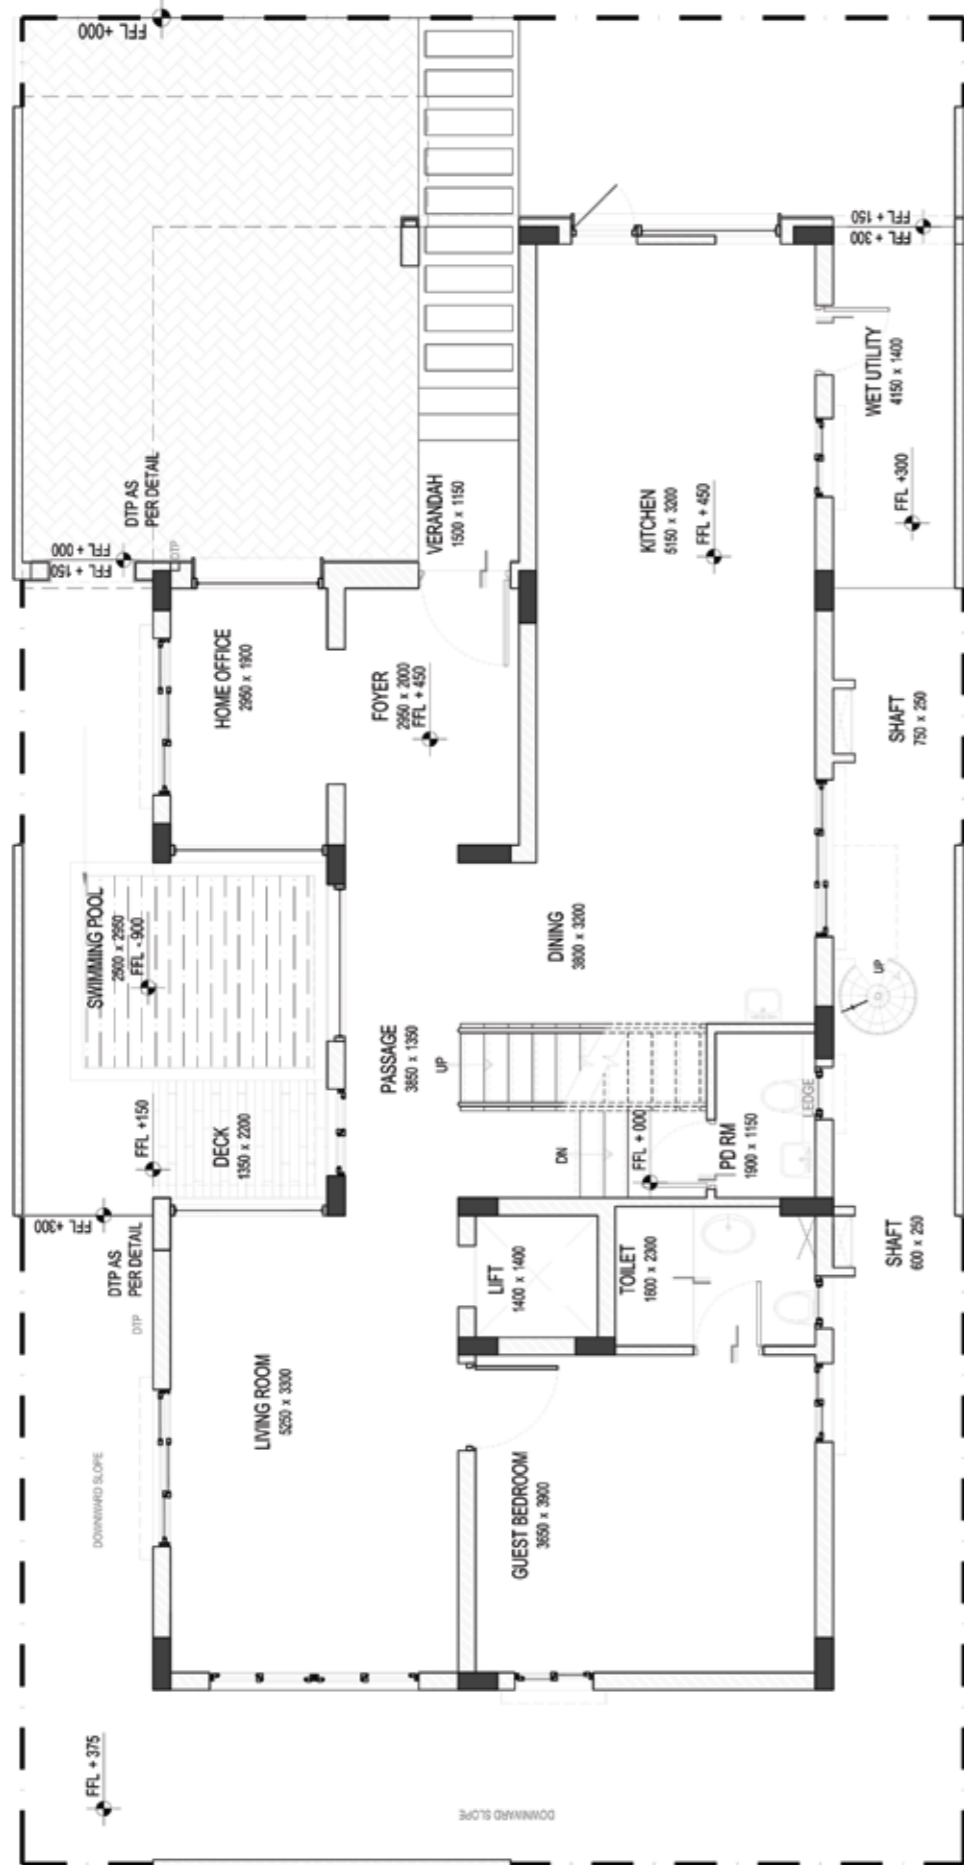 FFL +000
DTP AS
PER DETAIL
FFL + 000
FFL + 150
DTP
VERANDAH
1500 x 1150
KITCHEN
5150 x 3200
FFL + 450
WET UTILITY
4150 x 1400
FFL +300
FFL + 150
FFL + 300
HOME OFFICE
2950 x 1900
FOYER
2950 x 2000
FFL + 450
SHAFT
750 x 250
SWIMMING POOL
2500 x 2950
FFL -900
PASSAGE
3850 x 1350
DINING
3800 x 3200
UP
UP
FFL +150
DECK
1350 x 2200
DN
FFL + 000
PD RM
1900 x 1150
LEDGE
FFL +300
DTP AS
PER DETAIL
DTP
LIFT
1400 x 1400
TOILET
1600 x 2300
SHAFT
600 x 250
LIVING ROOM
5250 x 3300
GUEST BEDROOM
3650 x 3900
DOWNWARD SLOPE
FFL + 375
DOWNWARD SLOPE